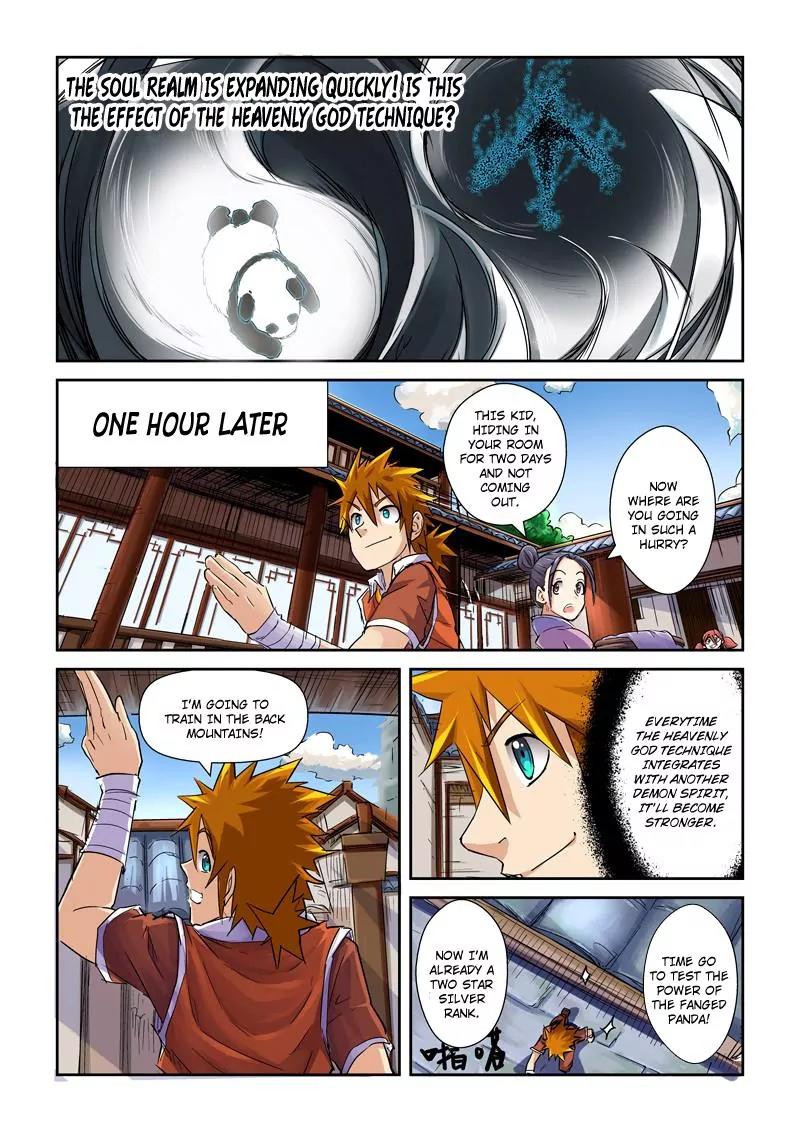 THE SOUL REALM IS EXPANDING QUICKLY! IS THIS
THE EFFECT OF THE HEAVENLY GOD TECHNIQUE?
ONE HOUR LATER
THIS KID,
HIDING IN
YOUR ROOM
FOR TWO DAYS
AND NOT
COMING
OUT.
NOW
WHERE ARE
YOU GOING
IN SUCH A
HURRY?
I'M GOING TO
TRAIN IN THE BACK
MOUNTAINS!
EVERYTIME
THE HEAVENLY
GOD TECHNIQUE
INTEGRATES
WITH ANOTHER
DEMON SPIRIT,
IT'LL BECOME
STRONGER.
NOW I'M
ALREADY A
TWO STAR
SILVER
RANK.
TIME GO
TO TEST THE
POWER OF
THE FANGED
PANDA!
啪嗒